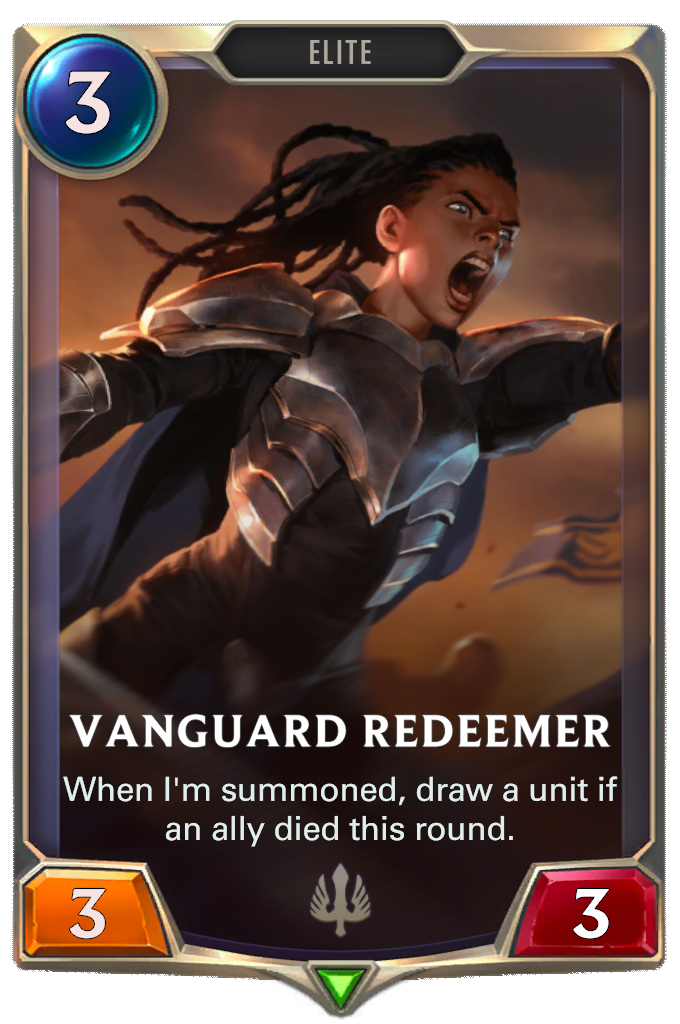 ELITE
3
VANGUARD REDEEMER
When I'm summoned, draw a unit if
an ally died this round.
3
3